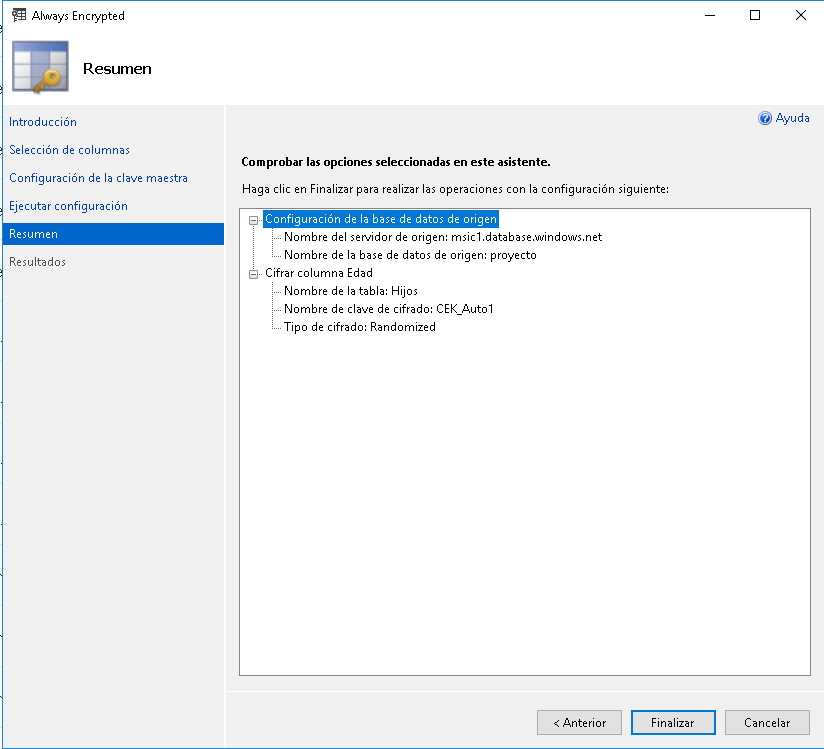 Always Encrypted
Resumen
Introducción
Selección de columnas
Configuración de la clave maestra
Ejecutar configuración
Resumen
Resultados
Ayuda
Comprobar las opciones seleccionadas en este asistente.
Haga clic en Finalizar para realizar las operaciones con la configuración siguiente:
Configuración de la base de datos de origen
Nombre del servidor de origen: msic1.database.windows.net
Nombre de la base de datos de origen: proyecto
Cifrar columna Edad
Nombre de la tabla: Hijos
Nombre de clave de cifrado: CEK_Auto1
Tipo de cifrado: Randomized
< Anterior
Finalizar
Cancelar